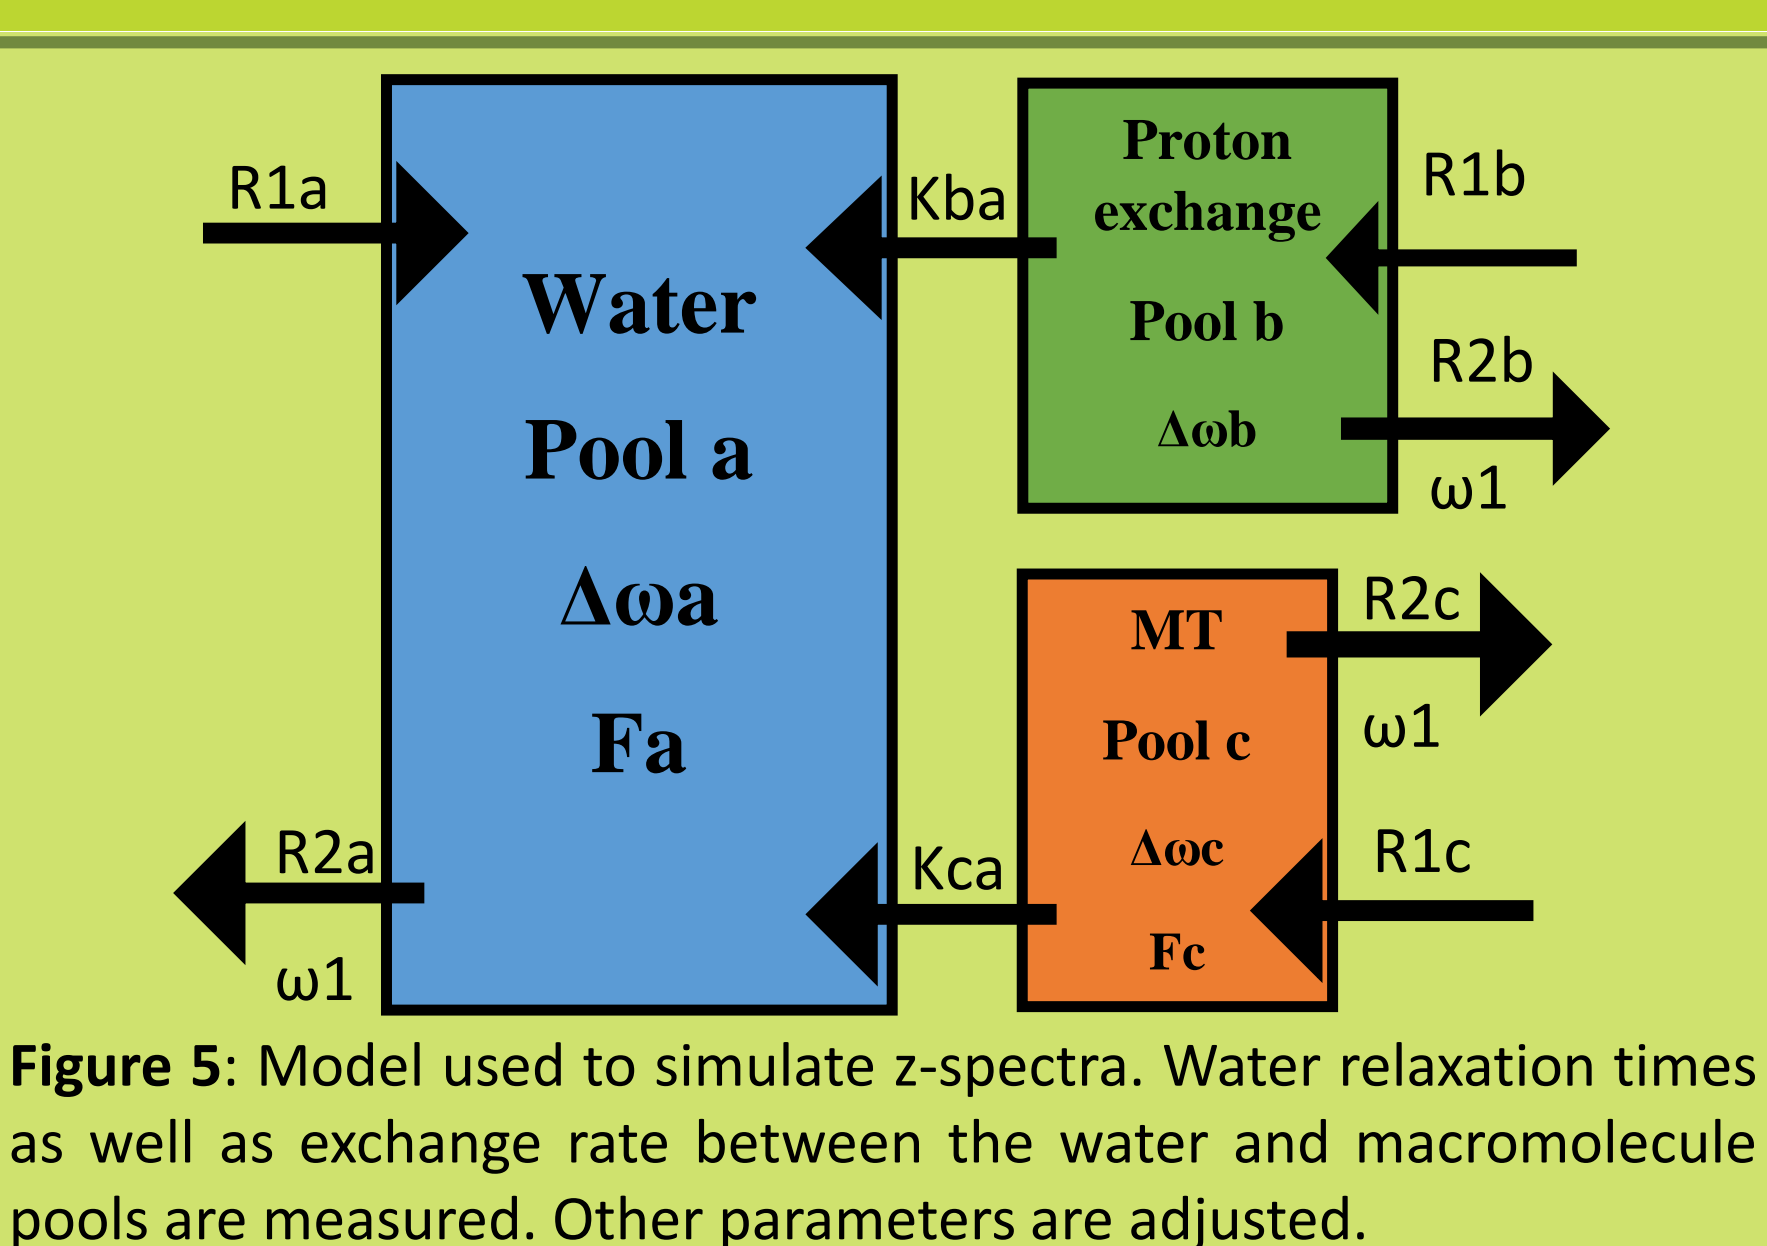 R1a
Water
Pool a
Δωa
Fa
R2a
ω1
Kba
Kca
Proton
exchange
Pool b
Δωb
R1b
R2b
ω1
MT
Pool c
Δωc
Fc
R2c
ω1
R1c
Figure 5: Model used to simulate z-spectra. Water relaxation times
as well as exchange rate between the water and macromolecule
pools are measured. Other parameters are adjusted.